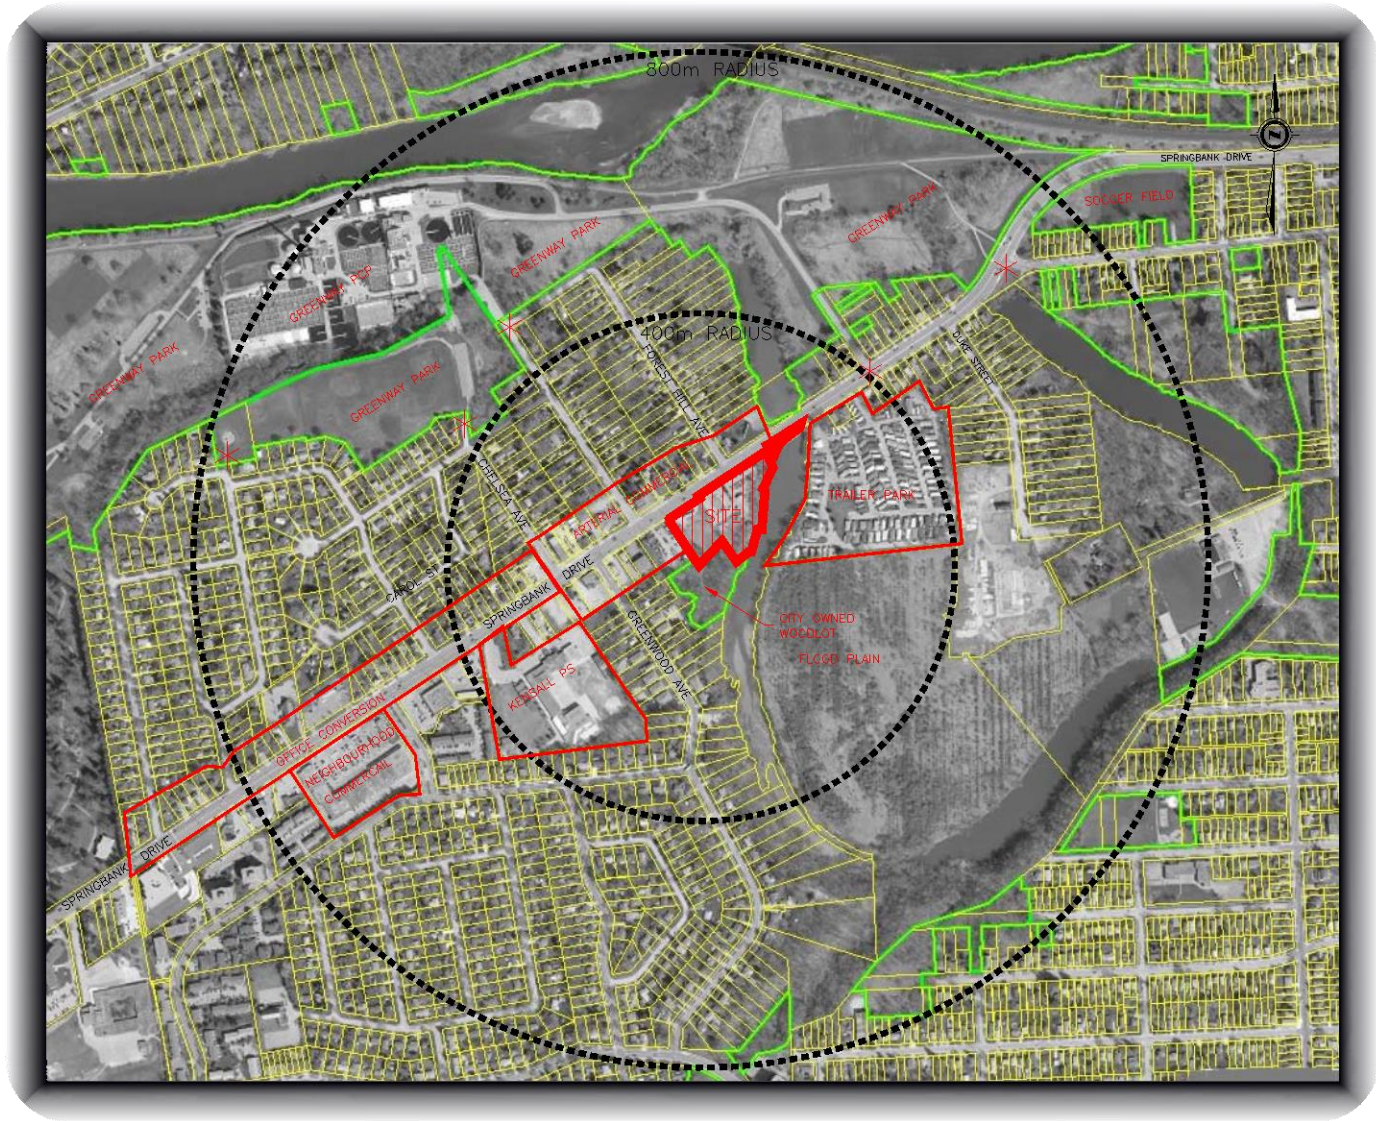 800m RADIUS
N
SPRINGBANK DRIVE
SOCCER FIELD
GREENWAY PARK
GREENWAY PARK
GREENWAY PCP
400m RADIUS
GREENWAY PARK
GREENWAY PARK
DUKE STREET
FOREST HILL AVE
CHELSEA AVE
ARTERIAL COMMERCIAL
TRAILER PARK
SITE
CAROL ST
SPRINGBANK DRIVE
CITY OWNED
WOODLOT
FLOOD PLAIN
GREENWOOD AVE
KENSALL PS
OFFICE CONVERSION
NEIGHBOURHOOD
COMMERCAIL
SPRINGBANK DRIVE